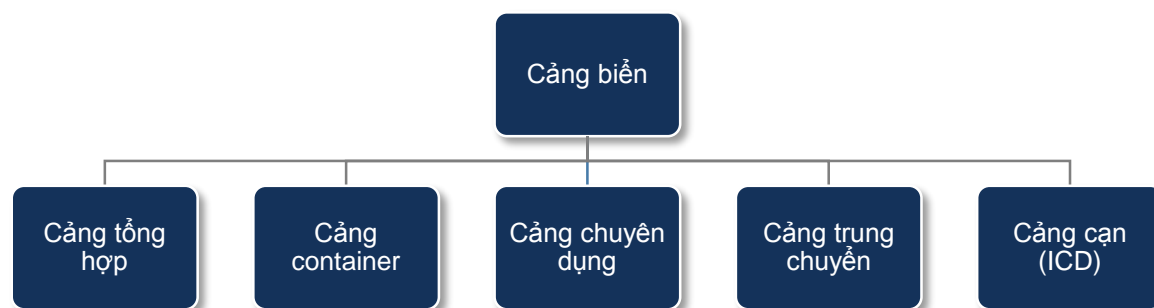 Cảng biển
Cảng tổng
hợp
Cảng
container
Cảng chuyên
dụng
Cảng trung
chuyển
Cảng cạn
(ICD)